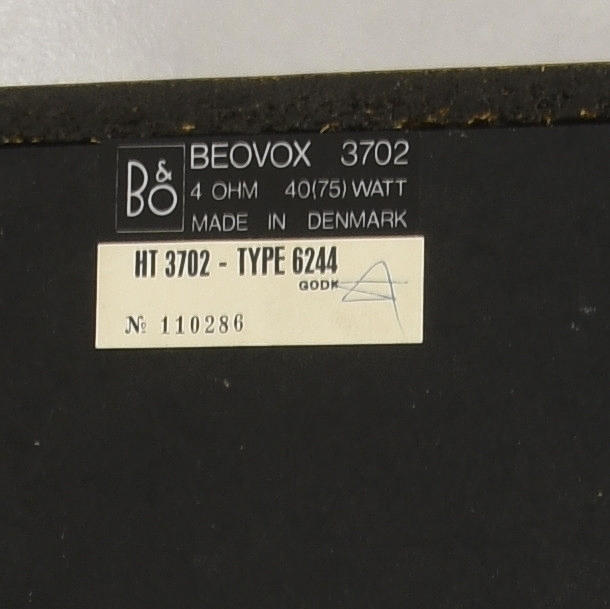 B&O
BEOVOX 3702
4 OHM 40(75) WATT
MADE IN DENMARK
HT 3702 - TYPE 6244
GODK
№ 110286